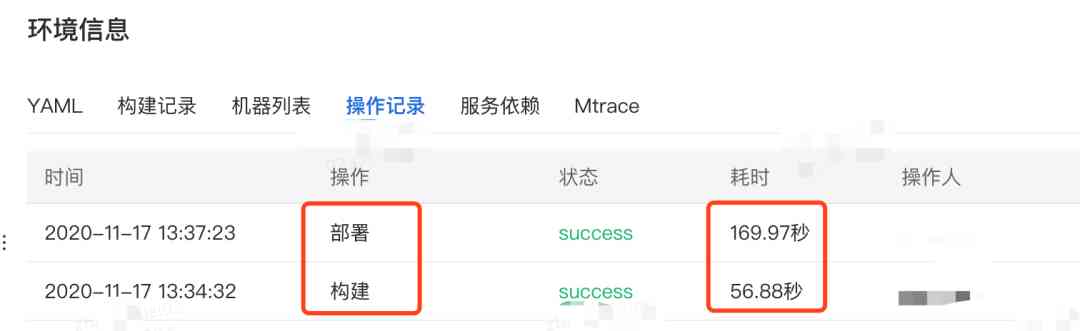 环境信息
YAML 构建记录 机器列表 操作记录 服务依赖 Mtrace
时间 操作 状态 耗时 操作人
2020-11-17 13:37:23 部署 success 169.97秒
2020-11-17 13:34:32 构建 success 56.88秒